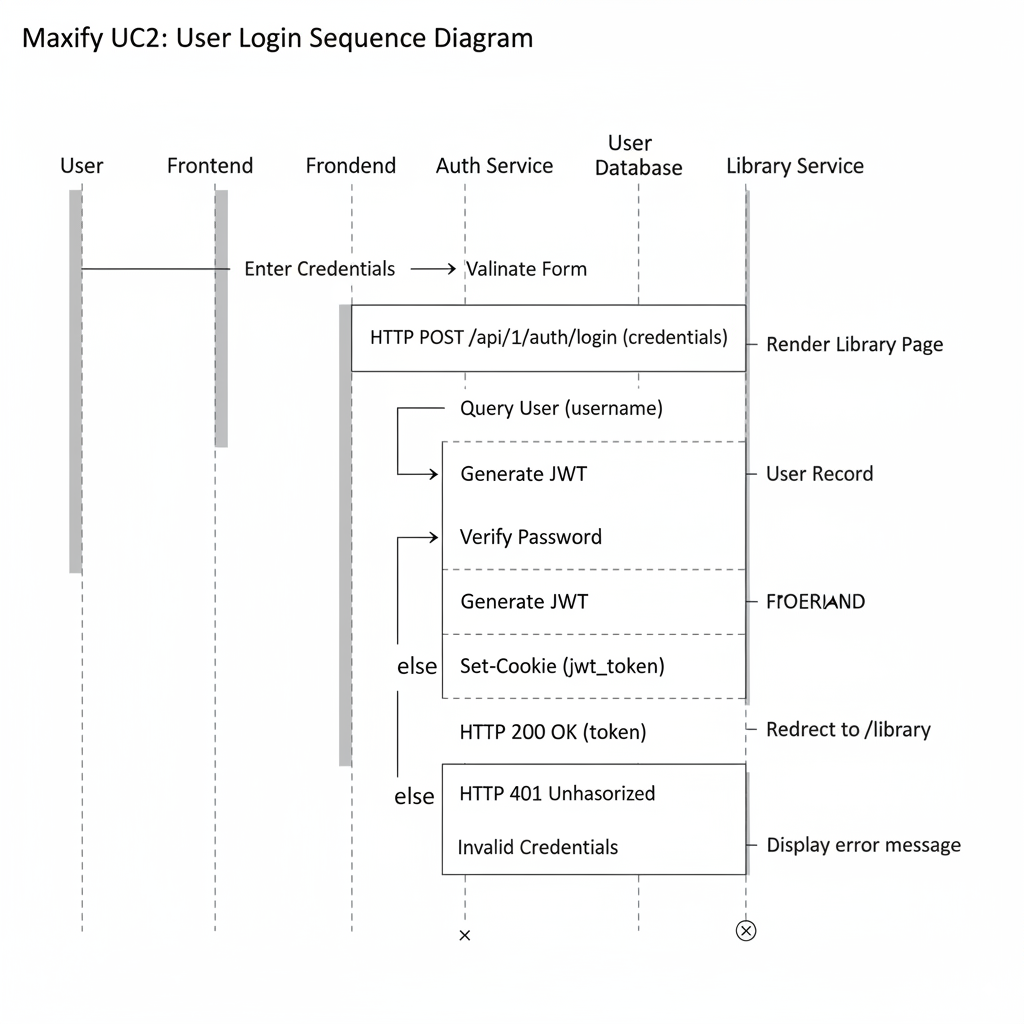 Maxify UC2: User Login Sequence Diagram
User
Frontend
Frondend
Auth Service
User
Database
Library Service
Enter Credentials
Valinate Form
HTTP POST /api/1/auth/login (credentials)
Render Library Page
Query User (username)
Generate JWT
User Record
Verify Password
Generate JWT
else
Set-Cookie (jwt_token)
HTTP 200 OK (token)
Redrect to /library
else
HTTP 401 Unhasorized
Invalid Credentials
Display error message